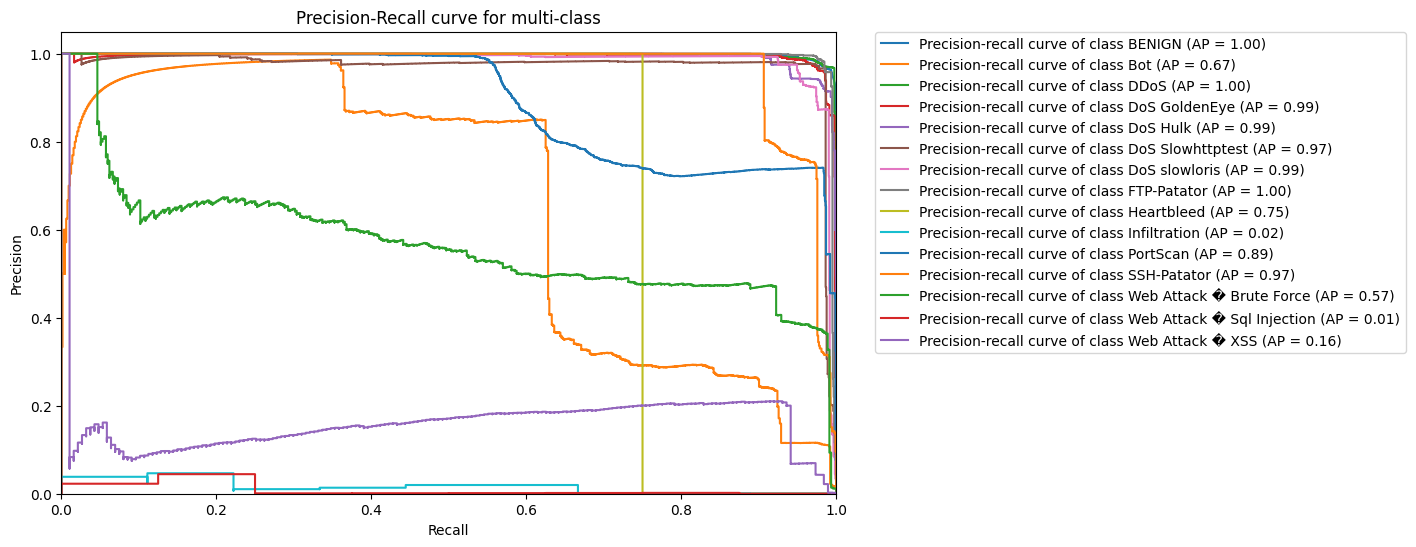 Precision-Recall curve for multi-class
1.0
0.8
0.6
0.4
0.2
0.0
Precision
0.0 0.2 0.4 0.6 0.8 1.0
Recall
Precision-recall curve of class BENIGN (AP = 1.00)
Precision-recall curve of class Bot (AP = 0.67)
Precision-recall curve of class DDoS (AP = 1.00)
Precision-recall curve of class DoS GoldenEye (AP = 0.99)
Precision-recall curve of class DoS Hulk (AP = 0.99)
Precision-recall curve of class DoS Slowhttptest (AP = 0.97)
Precision-recall curve of class DoS slowloris (AP = 0.99)
Precision-recall curve of class FTP-Patator (AP = 1.00)
Precision-recall curve of class Heartbleed (AP = 0.75)
Precision-recall curve of class Infiltration (AP = 0.02)
Precision-recall curve of class PortScan (AP = 0.89)
Precision-recall curve of class SSH-Patator (AP = 0.97)
Precision-recall curve of class Web Attack � Brute Force (AP = 0.57)
Precision-recall curve of class Web Attack � Sql Injection (AP = 0.01)
Precision-recall curve of class Web Attack � XSS (AP = 0.16)